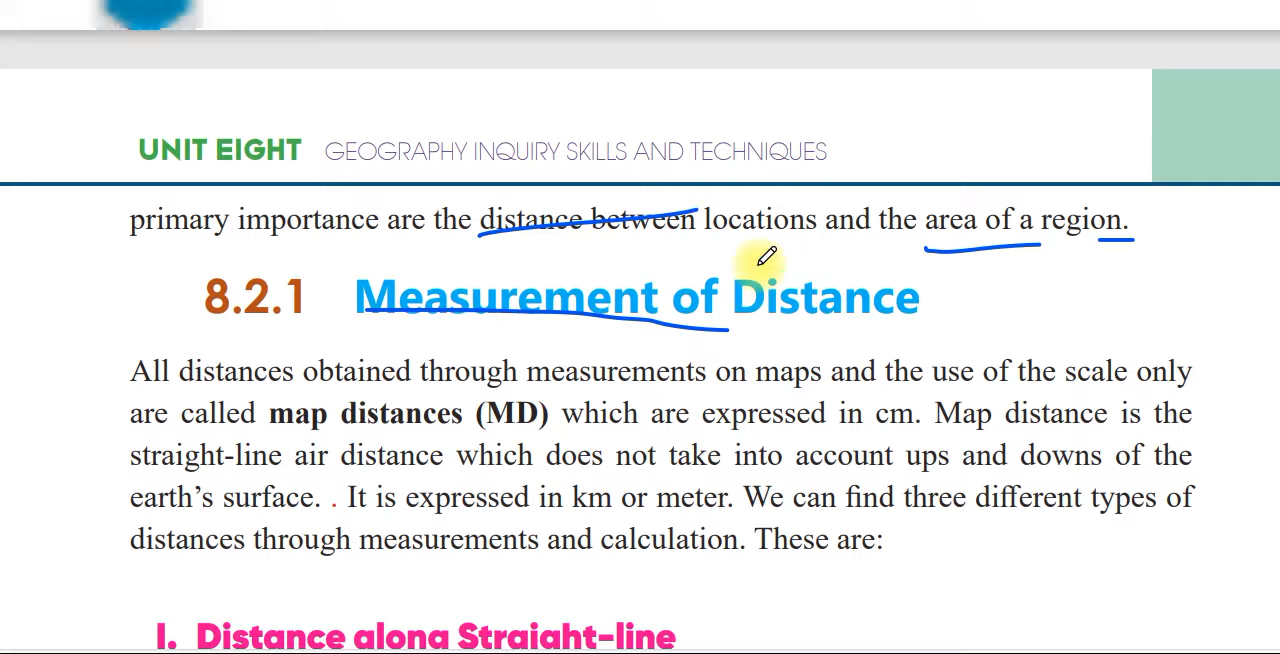 UNIT EIGHT GEOGRAPHY INQUIRY SKILLS AND TECHNIQUES
primary importance are the distance between locations and the area of a region.
8.2.1 Measurement of Distance
All distances obtained through measurements on maps and the use of the scale only
are called map distances (MD) which are expressed in cm. Map distance is the
straight-line air distance which does not take into account ups and downs of the
earth’s surface. . It is expressed in km or meter. We can find three different types of
distances through measurements and calculation. These are:
I. Distance along Straight-line